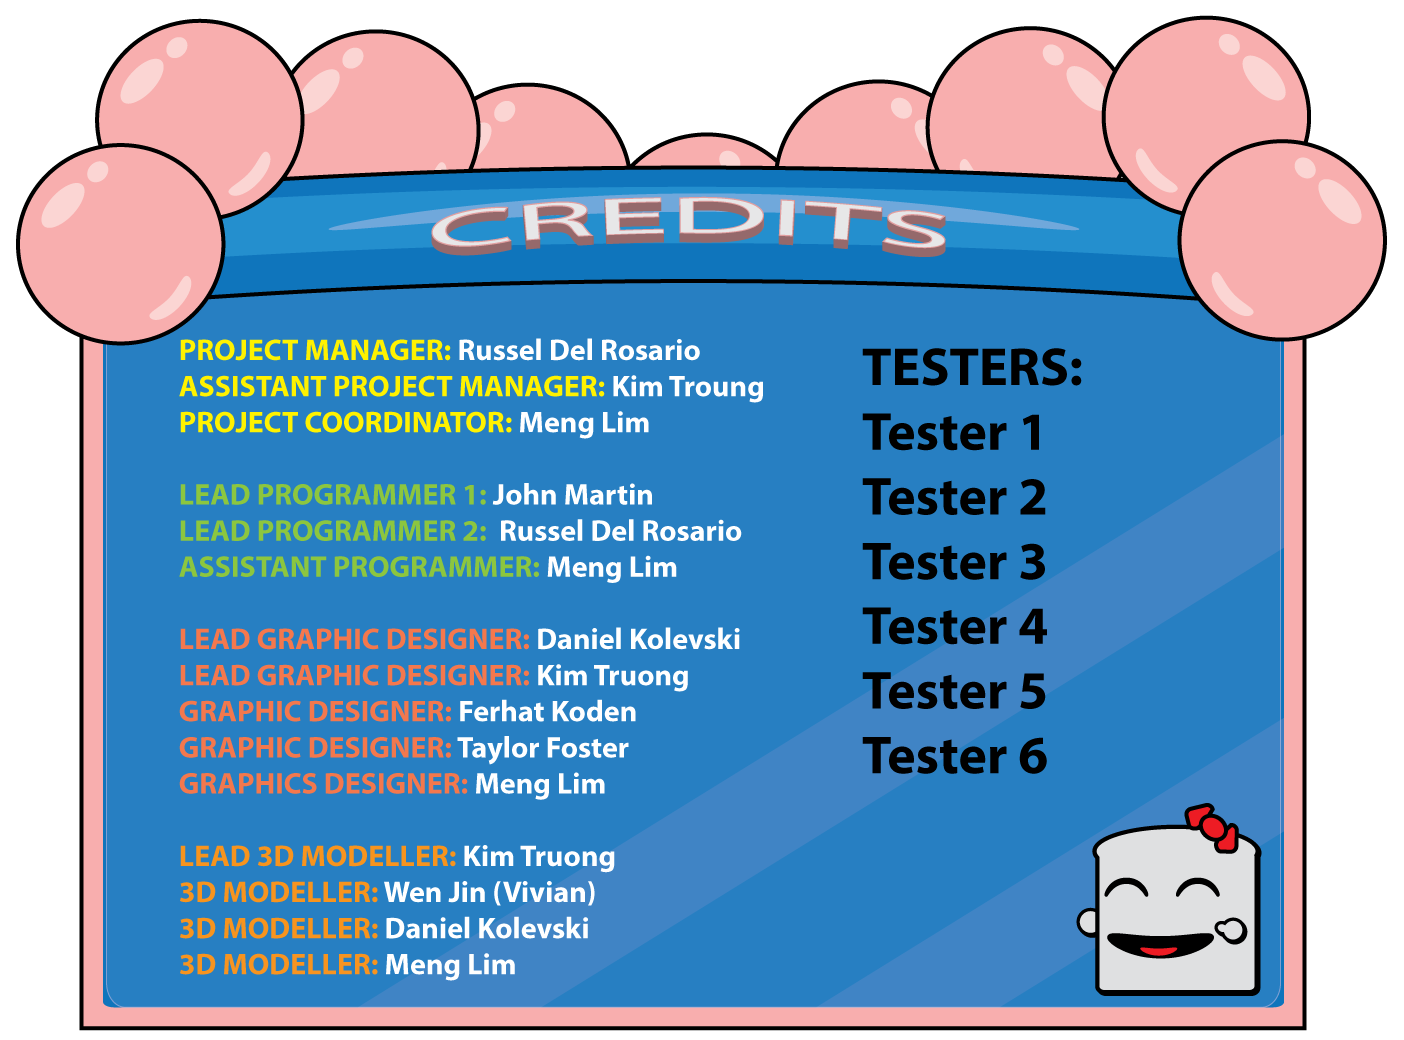 CREDITS
PROJECT MANAGER: Russel Del Rosario
ASSISTANT PROJECT MANAGER: Kim Troung
PROJECT COORDINATOR: Meng Lim
LEAD PROGRAMMER 1: John Martin
LEAD PROGRAMMER 2: Russel Del Rosario
ASSISTANT PROGRAMMER: Meng Lim
LEAD GRAPHIC DESIGNER: Daniel Kolevski
LEAD GRAPHIC DESIGNER: Kim Truong
GRAPHIC DESIGNER: Ferhat Koden
GRAPHIC DESIGNER: Taylor Foster
GRAPHICS DESIGNER: Meng Lim
LEAD 3D MODELLER: Kim Truong
3D MODELLER: Wen Jin (Vivian)
3D MODELLER: Daniel Kolevski
3D MODELLER: Meng Lim
TESTERS:
Tester 1
Tester 2
Tester 3
Tester 4
Tester 5
Tester 6